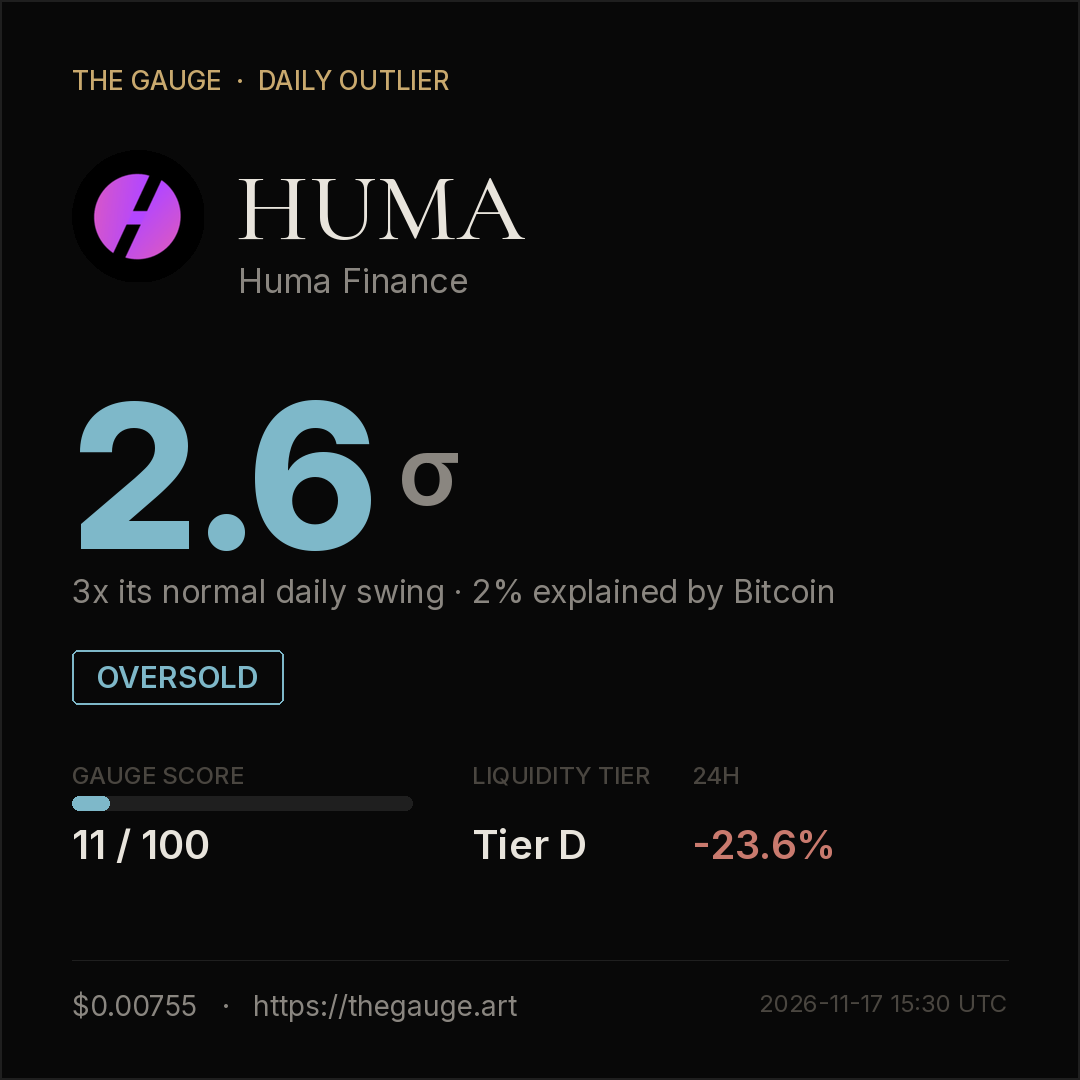 THE GAUGE · DAILY OUTLIER
HUMA
Huma Finance
2.6 σ
3x its normal daily swing · 2% explained by Bitcoin
OVERSOLD
GAUGE SCORE LIQUIDITY TIER 24H
11 / 100 Tier D -23.6%
$0.00755 · https://thegauge.art 2026-11-17 15:30 UTC